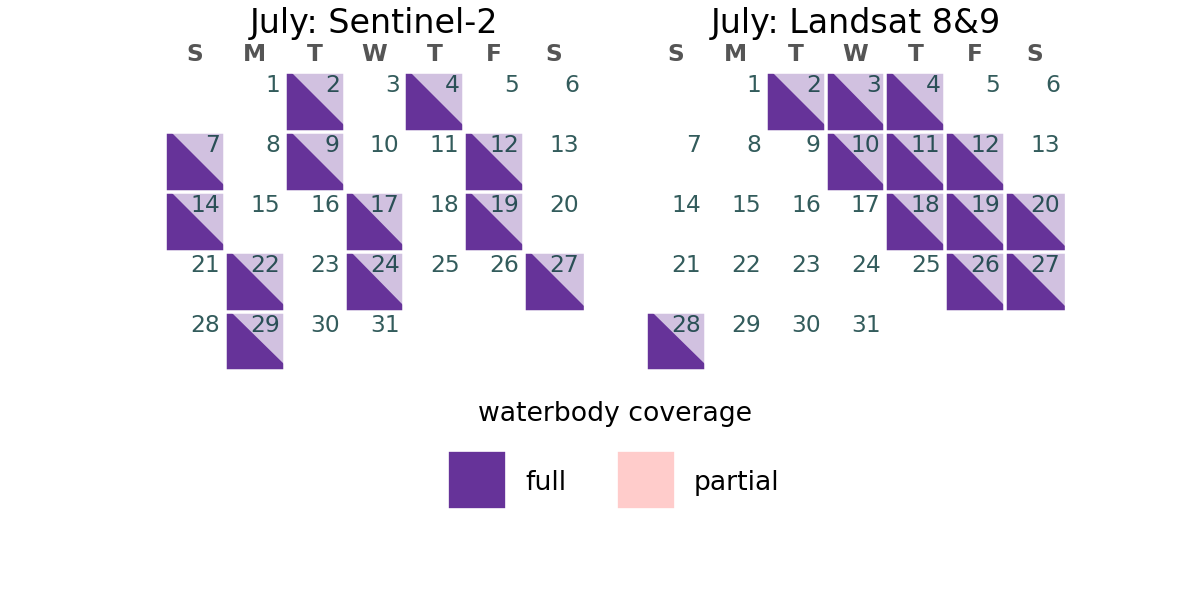 July: Sentinel-2
S M T W T F S
1 2 3 4 5 6
7 8 9 10 11 12 13
14 15 16 17 18 19 20
21 22 23 24 25 26 27
28 29 30 31
July: Landsat 8&9
S M T W T F S
1 2 3 4 5 6
7 8 9 10 11 12 13
14 15 16 17 18 19 20
21 22 23 24 25 26 27
28 29 30 31
waterbody coverage
full
partial